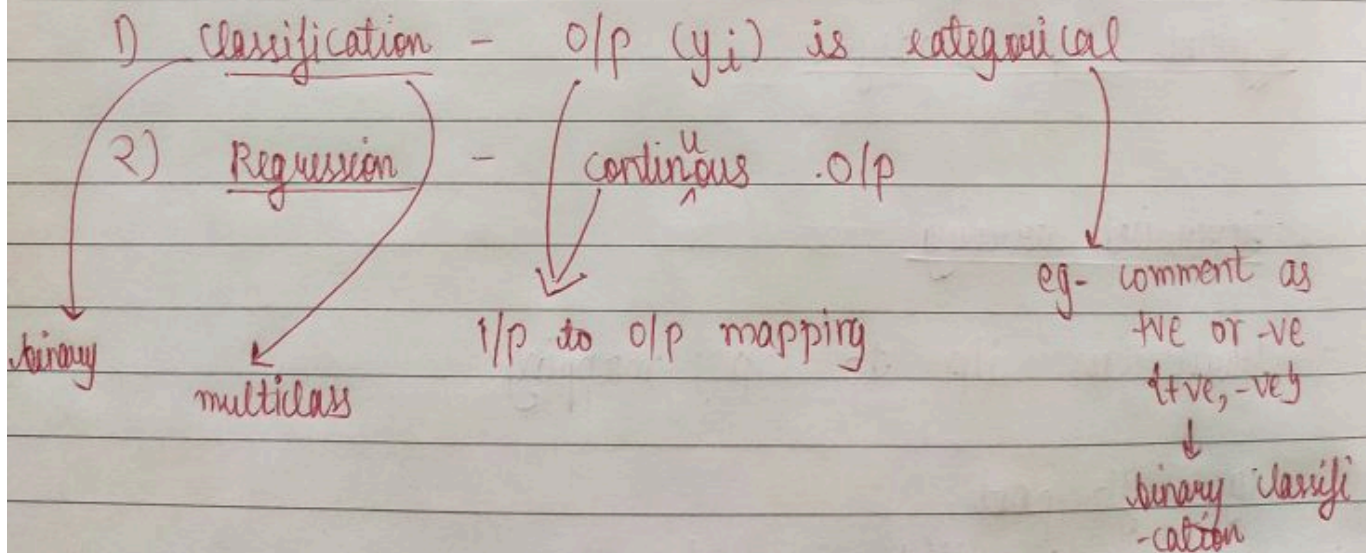 1) Classification - O/P (yi) is categorical
2) Regression - continuous O/P
I/P to O/P mapping
binary
multiclass
eg- comment as
+ve or -ve
{+ve, -ve}
binary classifi
-cation